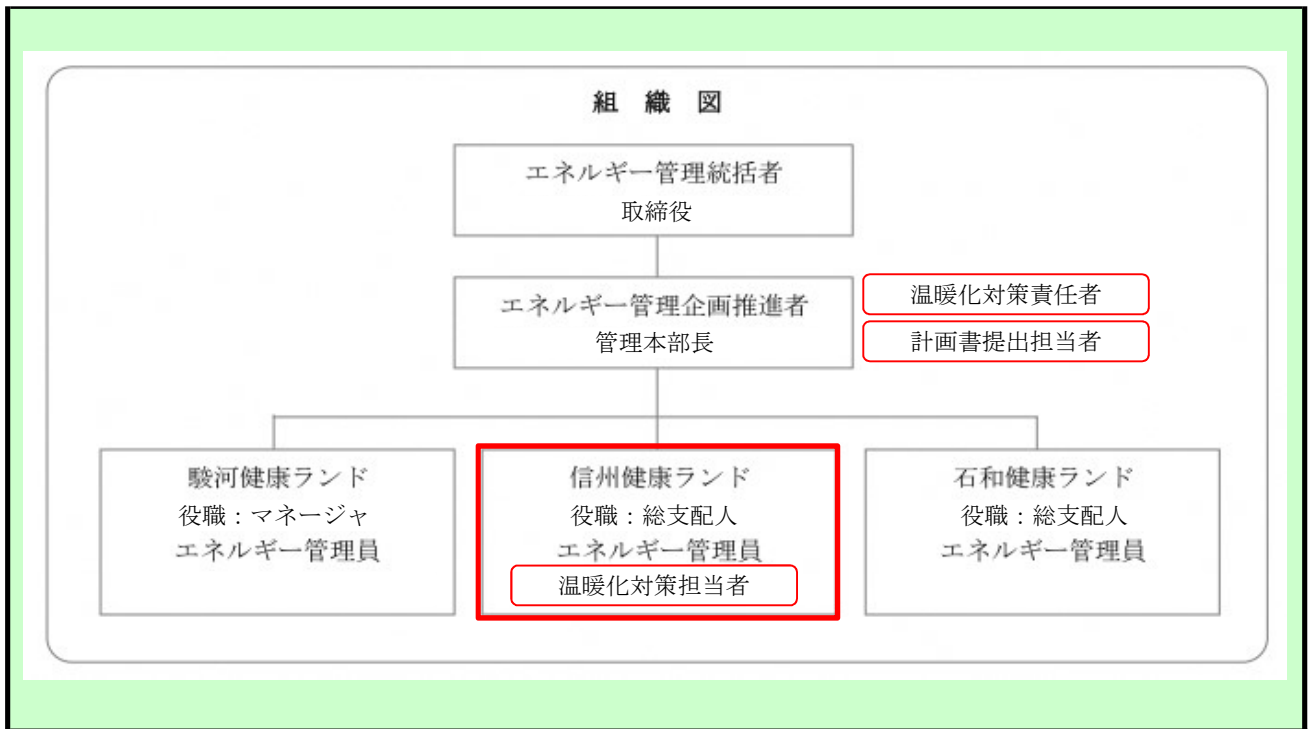 組 織 図
エネルギー管理統括者
取締役
エネルギー管理企画推進者
管理本部長
温暖化対策責任者
計画書提出担当者
駿河健康ランド
役職：マネージャ
エネルギー管理員
信州健康ランド
役職：総支配人
エネルギー管理員
温暖化対策担当者
石和健康ランド
役職：総支配人
エネルギー管理員